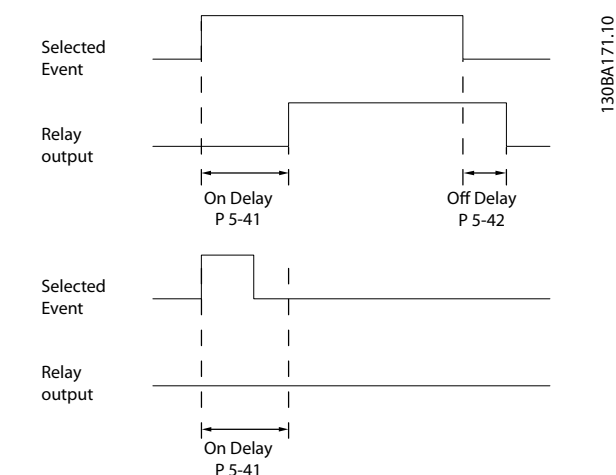 130BA171.10
Selected
Event
Relay
output
On Delay
P 5-41
Off Delay
P 5-42
Selected
Event
Relay
output
On Delay
P 5-41